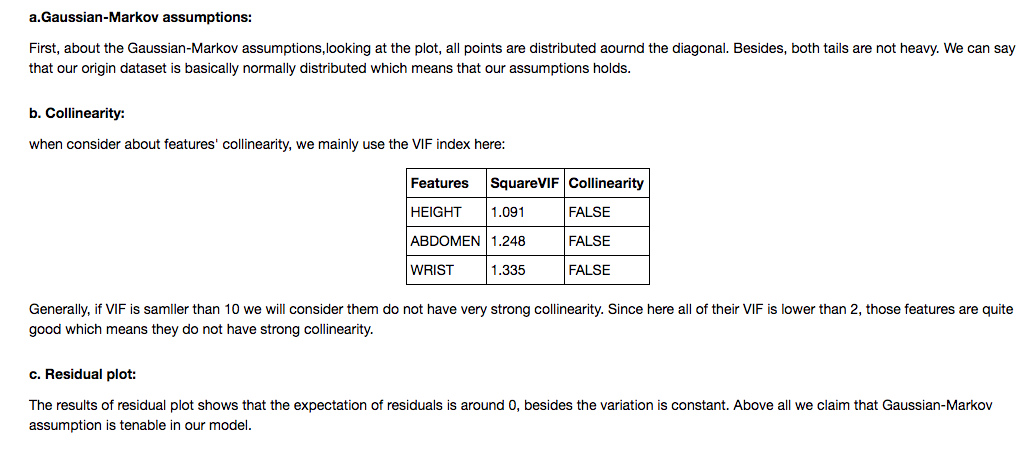 a.Gaussian-Markov assumptions:
First, about the Gaussian-Markov assumptions,looking at the plot, all points are distributed aournd the diagonal. Besides, both tails are not heavy. We can say
that our origin dataset is basically normally distributed which means that our assumptions holds.
b. Collinearity:
when consider about features' collinearity, we mainly use the VIF index here:
Features SquareVIF Collinearity
HEIGHT 1.091 FALSE
ABDOMEN 1.248 FALSE
WRIST 1.335 FALSE
Generally, if VIF is samller than 10 we will consider them do not have very strong collinearity. Since here all of their VIF is lower than 2, those features are quite
good which means they do not have strong collinearity.
c. Residual plot:
The results of residual plot shows that the expectation of residuals is around 0, besides the variation is constant. Above all we claim that Gaussian-Markov
assumption is tenable in our model.